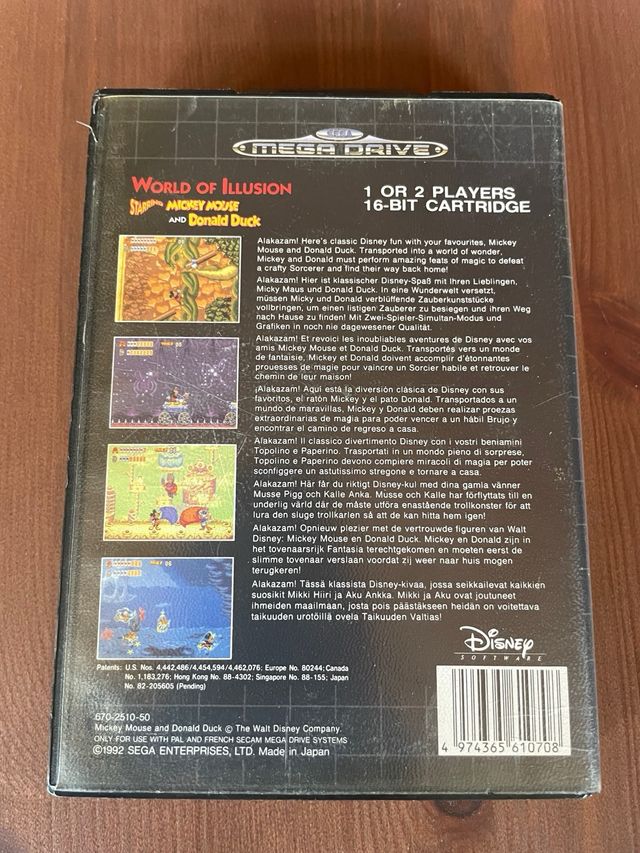 SEGA
MEGA DRIVE
WORLD OF ILLUSION
STARRING MICKEY MOUSE
AND Donald Duck
1 OR 2 PLAYERS
16-BIT CARTRIDGE
Alakazam! Here's classic Disney fun with your favourites, Mickey
Mouse and Donald Duck. Transported into a world of wonder,
Mickey and Donald must perform amazing feats of magic to defeat
a crafty Sorcerer and find their way back home!
Alakazam! Hier ist klassischer Disney-Spaß mit Ihren Lieblingen,
Micky Maus und Donald Duck. In eine Wunderwelt versetzt,
müssen Micky und Donald verblüffende Zauberkunststücke
vollbringen, um einen listigen Zauberer zu besiegen und ihren Weg
nach Hause zu finden! Mit Zwei-Spieler-Simultan-Modus und
Grafiken in noch nie dagewesener Qualität.
Alakazam! Et revoici les inoubliables aventures de Disney avec vos
amis Mickey Mouse et Donald Duck. Transportés vers un monde
de fantaisie, Mickey et Donald doivent accomplir d'étonnantes
prouesses de magie pour vaincre un Sorcier habile et retrouver le
chemin de leur maison!
¡Alakazam! Aquí está la diversión clásica de Disney con sus
favoritos, el ratón Mickey y el pato Donald. Transportados a un
mundo de maravillas, Mickey y Donald deben realizar proezas
extraordinarias de magia para poder vencer a un hábil Brujo y
encontrar el camino de regreso a casa.
Alakazam! Il classico divertimento Disney con i vostri beniamini
Topolino e Paperino. Trasportati in un mondo pieno di sorprese,
Topolino e Paperino devono compiere miracoli di magia per poter
sconfiggere un astutissimo stregone e tornare a casa.
Alakazam! Här får du riktigt Disney-kul med dina gamla vänner
Musse Pigg och Kalle Anka. Musse och Kalle har förflyttats till en
underlig värld där de måste utföra enastående trollkonster för att
lura den sluge trollkarlen så att de kan hitta hem igen!
Alakazam! Opnieuw plezier met de vertrouwde figuren van Walt
Disney: Mickey Mouse en Donald Duck. Mickey en Donald zijn in
het tovenaarsrijk Fantasia terechtgekomen en moeten eerst de
slimme tovenaar verslaan voordat zij weer naar huis mogen
terugkeren!
Alakazam! Tässä klassista Disney-kivaa, jossa seikkailevat kaikkien
suosikit Mikki Hiiri ja Aku Ankka. Mikki ja Aku ovat joutuneet
ihmeiden maailmaan, josta pois päästäkseen heidän on voitettava
taikuuden urotöillä ovela Taikuuden Valtias!
Disney
SOFTWARE
Patents: U.S. Nos. 4,442,486/4,454,594/4,462,076; Europe No. 80244; Canada
No. 1,183,276; Hong Kong No. 88-4302; Singapore No. 88-155; Japan
No. 82-205605 (Pending)
670-2510-50
Mickey Mouse and Donald Duck © The Walt Disney Company.
ONLY FOR USE WITH PAL AND FRENCH SECAM MEGA DRIVE SYSTEMS
©1992 SEGA ENTERPRISES, LTD. Made in Japan
4 974365 610708